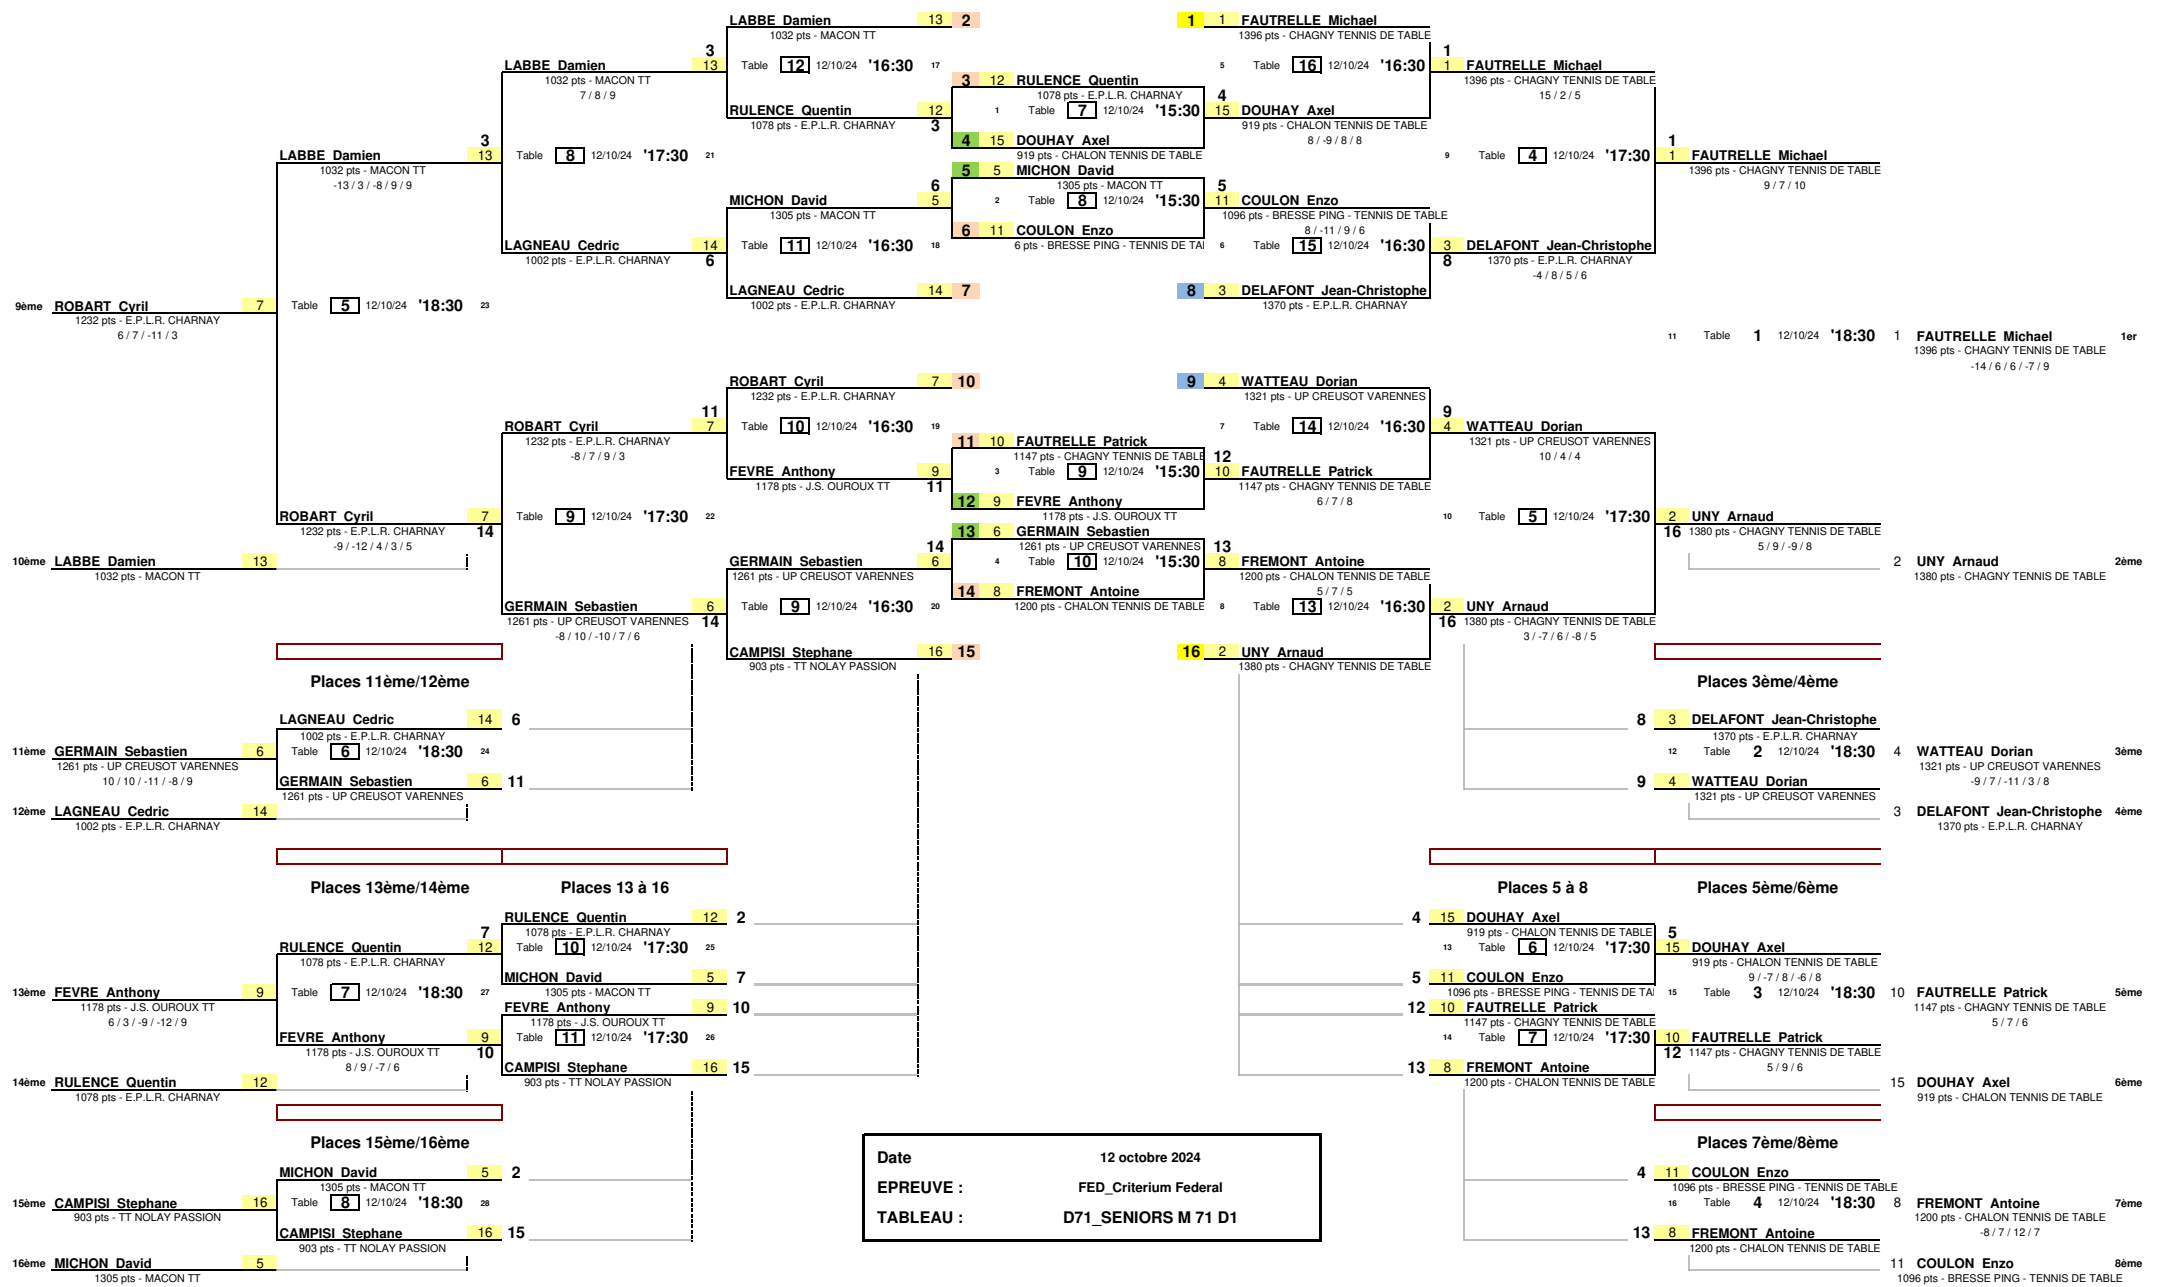 LABBE Damien 13 2
1032 pts - MACON TT
3
LABBE Damien 13
1032 pts - MACON TT
7 / 8 / 9
Table 12 12/10/24 '16:30 17
RULENCE Quentin 12
1078 pts - E.P.L.R. CHARNAY
3
3 12 RULENCE Quentin
1078 pts - E.P.L.R. CHARNAY
1 Table 7 12/10/24 '15:30
4 15 DOUHAY Axel
919 pts - CHALON TENNIS DE TABLE
1 1 FAUTRELLE Michael
1396 pts - CHAGNY TENNIS DE TABLE
5 Table 16 12/10/24 '16:30
4
15 DOUHAY Axel
919 pts - CHALON TENNIS DE TABLE
8 / -9 / 8 / 8
1
1 FAUTRELLE Michael
1396 pts - CHAGNY TENNIS DE TABLE
15 / 2 / 5
3
LABBE Damien 13
1032 pts - MACON TT
-13 / 3 / -8 / 9 / 9
Table 8 12/10/24 '17:30 21
9 Table 4 12/10/24 '17:30
1
1 FAUTRELLE Michael
1396 pts - CHAGNY TENNIS DE TABLE
9 / 7 / 10
6
MICHON David 5
1305 pts - MACON TT
5 5 MICHON David
1305 pts - MACON TT
2 Table 8 12/10/24 '15:30
6 11 COULON Enzo
6 pts - BRESSE PING - TENNIS DE TA
5
11 COULON Enzo
1096 pts - BRESSE PING - TENNIS DE TABLE
8 / -11 / 9 / 6
LAGNEAU Cedric 14
1002 pts - E.P.L.R. CHARNAY
6
Table 11 12/10/24 '16:30 18
6 Table 15 12/10/24 '16:30
3 DELAFONT Jean-Christophe
8
1370 pts - E.P.L.R. CHARNAY
-4 / 8 / 5 / 6
LAGNEAU Cedric 14 7
1002 pts - E.P.L.R. CHARNAY
8 3 DELAFONT Jean-Christophe
1370 pts - E.P.L.R. CHARNAY
9ème ROBART Cyril 7
1232 pts - E.P.L.R. CHARNAY
6 / 7 / -11 / 3
Table 5 12/10/24 '18:30 23
11 Table 1 12/10/24 '18:30 1 FAUTRELLE Michael 1er
1396 pts - CHAGNY TENNIS DE TABLE
-14 / 6 / 6 / -7 / 9
ROBART Cyril 7 10
1232 pts - E.P.L.R. CHARNAY
9 4 WATTEAU Dorian
1321 pts - UP CREUSOT VARENNES
11
ROBART Cyril 7
1232 pts - E.P.L.R. CHARNAY
-8 / 7 / 9 / 3
Table 10 12/10/24 '16:30 19
7 Table 14 12/10/24 '16:30
9
4 WATTEAU Dorian
1321 pts - UP CREUSOT VARENNES
10 / 4 / 4
FEVRE Anthony 9
1178 pts - J.S. OUROUX TT
11
11 10 FAUTRELLE Patrick
1147 pts - CHAGNY TENNIS DE TABLE
3 Table 9 12/10/24 '15:30
12 9 FEVRE Anthony
1178 pts - J.S. OUROUX TT
12
10 FAUTRELLE Patrick
1147 pts - CHAGNY TENNIS DE TABLE
6 / 7 / 8
ROBART Cyril 7
1232 pts - E.P.L.R. CHARNAY
14
-9 / -12 / 4 / 3 / 5
Table 9 12/10/24 '17:30 22
10 Table 5 12/10/24 '17:30
2 UNY Arnaud
16
1380 pts - CHAGNY TENNIS DE TABLE
5 / 9 / -9 / 8
10ème LABBE Damien 13
1032 pts - MACON TT
14
GERMAIN Sebastien 6
1261 pts - UP CREUSOT VARENNES
13 6 GERMAIN Sebastien
1261 pts - UP CREUSOT VARENNES
4 Table 10 12/10/24 '15:30
14 8 FREMONT Antoine
1200 pts - CHALON TENNIS DE TABLE
13
8 FREMONT Antoine
1200 pts - CHALON TENNIS DE TABLE
5 / 7 / 5
2 UNY Arnaud 2ème
1380 pts - CHAGNY TENNIS DE TABLE
GERMAIN Sebastien 6
1261 pts - UP CREUSOT VARENNES
14
-8 / 10 / -10 / 7 / 6
Table 9 12/10/24 '16:30 20
8 Table 13 12/10/24 '16:30
2 UNY Arnaud
16
1380 pts - CHAGNY TENNIS DE TABLE
3 / -7 / 6 / -8 / 5
CAMPISI Stephane 16 15
903 pts - TT NOLAY PASSION
16 2 UNY Arnaud
1380 pts - CHAGNY TENNIS DE TABLE
Places 11ème/12ème
LAGNEAU Cedric 14 6
1002 pts - E.P.L.R. CHARNAY
11ème GERMAIN Sebastien 6
1261 pts - UP CREUSOT VARENNES
10 / 10 / -11 / -8 / 9
Table 6 12/10/24 '18:30 24
GERMAIN Sebastien 6 11
1261 pts - UP CREUSOT VARENNES
12ème LAGNEAU Cedric 14
1002 pts - E.P.L.R. CHARNAY
Places 3ème/4ème
8 3 DELAFONT Jean-Christophe
1370 pts - E.P.L.R. CHARNAY
12 Table 2 12/10/24 '18:30 4 WATTEAU Dorian 3ème
1321 pts - UP CREUSOT VARENNES
-9 / 7 / -11 / 3 / 8
9 4 WATTEAU Dorian
1321 pts - UP CREUSOT VARENNES
3 DELAFONT Jean-Christophe 4ème
1370 pts - E.P.L.R. CHARNAY
Places 13ème/14ème
Places 13 à 16
RULENCE Quentin 12 2
1078 pts - E.P.L.R. CHARNAY
7
RULENCE Quentin 12
1078 pts - E.P.L.R. CHARNAY
Table 10 12/10/24 '17:30 25
MICHON David 5 7
1305 pts - MACON TT
13ème FEVRE Anthony 9
1178 pts - J.S. OUROUX TT
6 / 3 / -9 / -12 / 9
Table 7 12/10/24 '18:30 27
FEVRE Anthony 9 10
1178 pts - J.S. OUROUX TT
FEVRE Anthony 9
1178 pts - J.S. OUROUX TT
10
8 / 9 / -7 / 6
Table 11 12/10/24 '17:30 26
CAMPISI Stephane 16 15
903 pts - TT NOLAY PASSION
14ème RULENCE Quentin 12
1078 pts - E.P.L.R. CHARNAY
Places 5 à 8
Places 5ème/6ème
4 15 DOUHAY Axel
919 pts - CHALON TENNIS DE TABLE
13 Table 6 12/10/24 '17:30
5 11 COULON Enzo
1096 pts - BRESSE PING - TENNIS DE TA
5
15 DOUHAY Axel
919 pts - CHALON TENNIS DE TABLE
9 / -7 / 8 / -6 / 8
15 Table 3 12/10/24 '18:30 10 FAUTRELLE Patrick 5ème
1147 pts - CHAGNY TENNIS DE TABLE
5 / 7 / 6
12 10 FAUTRELLE Patrick
1147 pts - CHAGNY TENNIS DE TABLE
14 Table 7 12/10/24 '17:30
13 8 FREMONT Antoine
1200 pts - CHALON TENNIS DE TABLE
10 FAUTRELLE Patrick
12
1147 pts - CHAGNY TENNIS DE TABLE
5 / 9 / 6
15 DOUHAY Axel 6ème
919 pts - CHALON TENNIS DE TABLE
Places 15ème/16ème
MICHON David 5 2
1305 pts - MACON TT
15ème CAMPISI Stephane 16
903 pts - TT NOLAY PASSION
Table 8 12/10/24 '18:30 28
CAMPISI Stephane 16 15
903 pts - TT NOLAY PASSION
16ème MICHON David 5
1305 pts - MACON TT
Date 12 octobre 2024
EPREUVE : FED_Criterium Federal
TABLEAU : D71_SENIORS M 71 D1
Places 7ème/8ème
4 11 COULON Enzo
1096 pts - BRESSE PING - TENNIS DE TABLE
16 Table 4 12/10/24 '18:30 8 FREMONT Antoine 7ème
1200 pts - CHALON TENNIS DE TABLE
-8 / 7 / 12 / 7
13 8 FREMONT Antoine
1200 pts - CHALON TENNIS DE TABLE
11 COULON Enzo 8ème
1096 pts - BRESSE PING - TENNIS DE TABLE